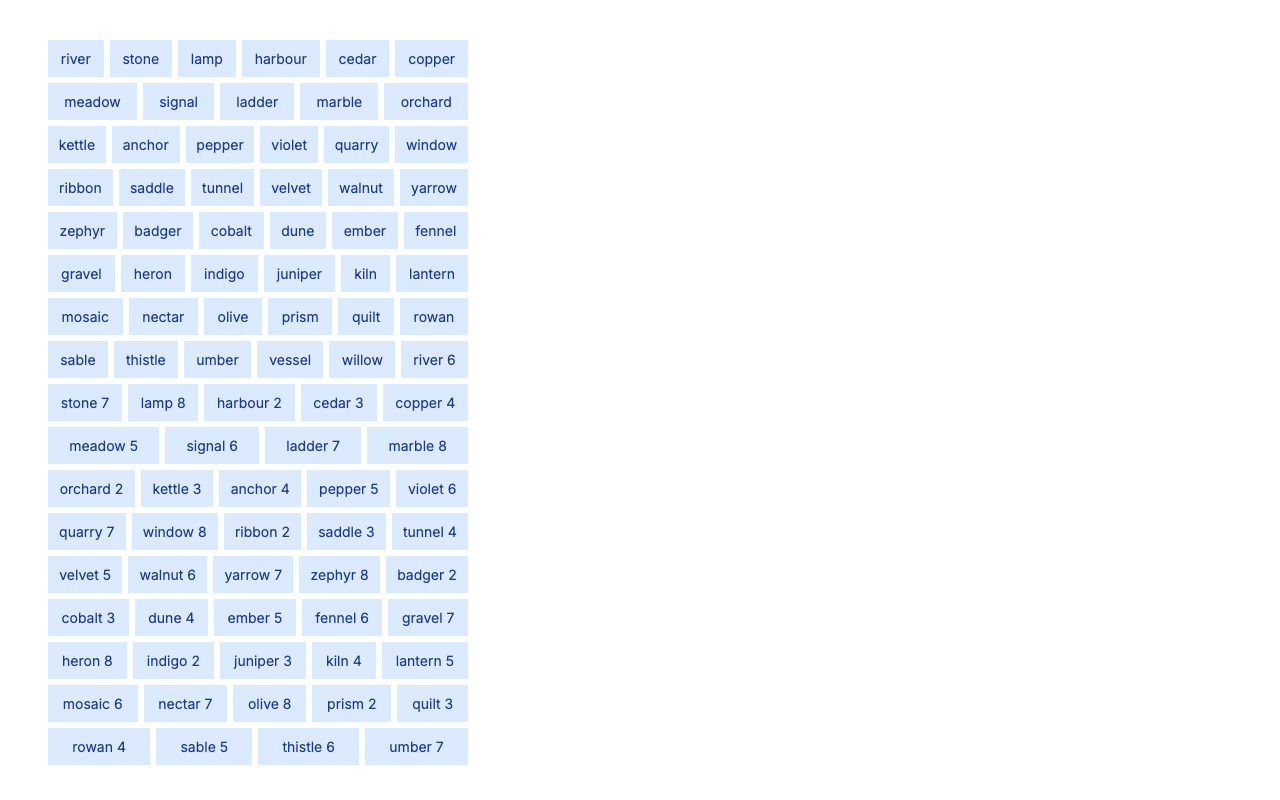 river stone lamp harbour cedar copper
meadow signal ladder marble orchard
kettle anchor pepper violet quarry window
ribbon saddle tunnel velvet walnut yarrow
zephyr badger cobalt dune ember fennel
gravel heron indigo juniper kiln lantern
mosaic nectar olive prism quilt rowan
sable thistle umber vessel willow river 6
stone 7 lamp 8 harbour 2 cedar 3 copper 4
meadow 5 signal 6 ladder 7 marble 8
orchard 2 kettle 3 anchor 4 pepper 5 violet 6
quarry 7 window 8 ribbon 2 saddle 3 tunnel 4
velvet 5 walnut 6 yarrow 7 zephyr 8 badger 2
cobalt 3 dune 4 ember 5 fennel 6 gravel 7
heron 8 indigo 2 juniper 3 kiln 4 lantern 5
mosaic 6 nectar 7 olive 8 prism 2 quilt 3
rowan 4 sable 5 thistle 6 umber 7